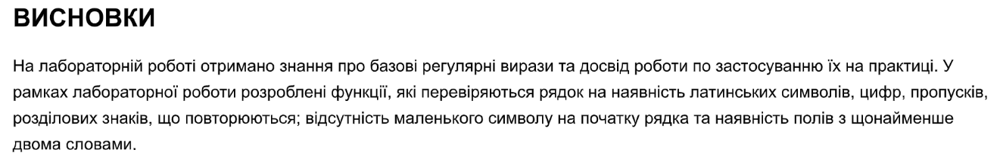 ВИСНОВКИ
На лабораторній роботі отримано знання про базові регулярні вирази та досвід роботи по застосуванню їх на практиці. У
рамках лабораторної роботи розроблені функції, які перевіряються рядок на наявність латинських символів, цифр, пропусків,
розділових знаків, що повторюються; відсутність маленького символу на початку рядка та наявність полів з щонайменше
двома словами.